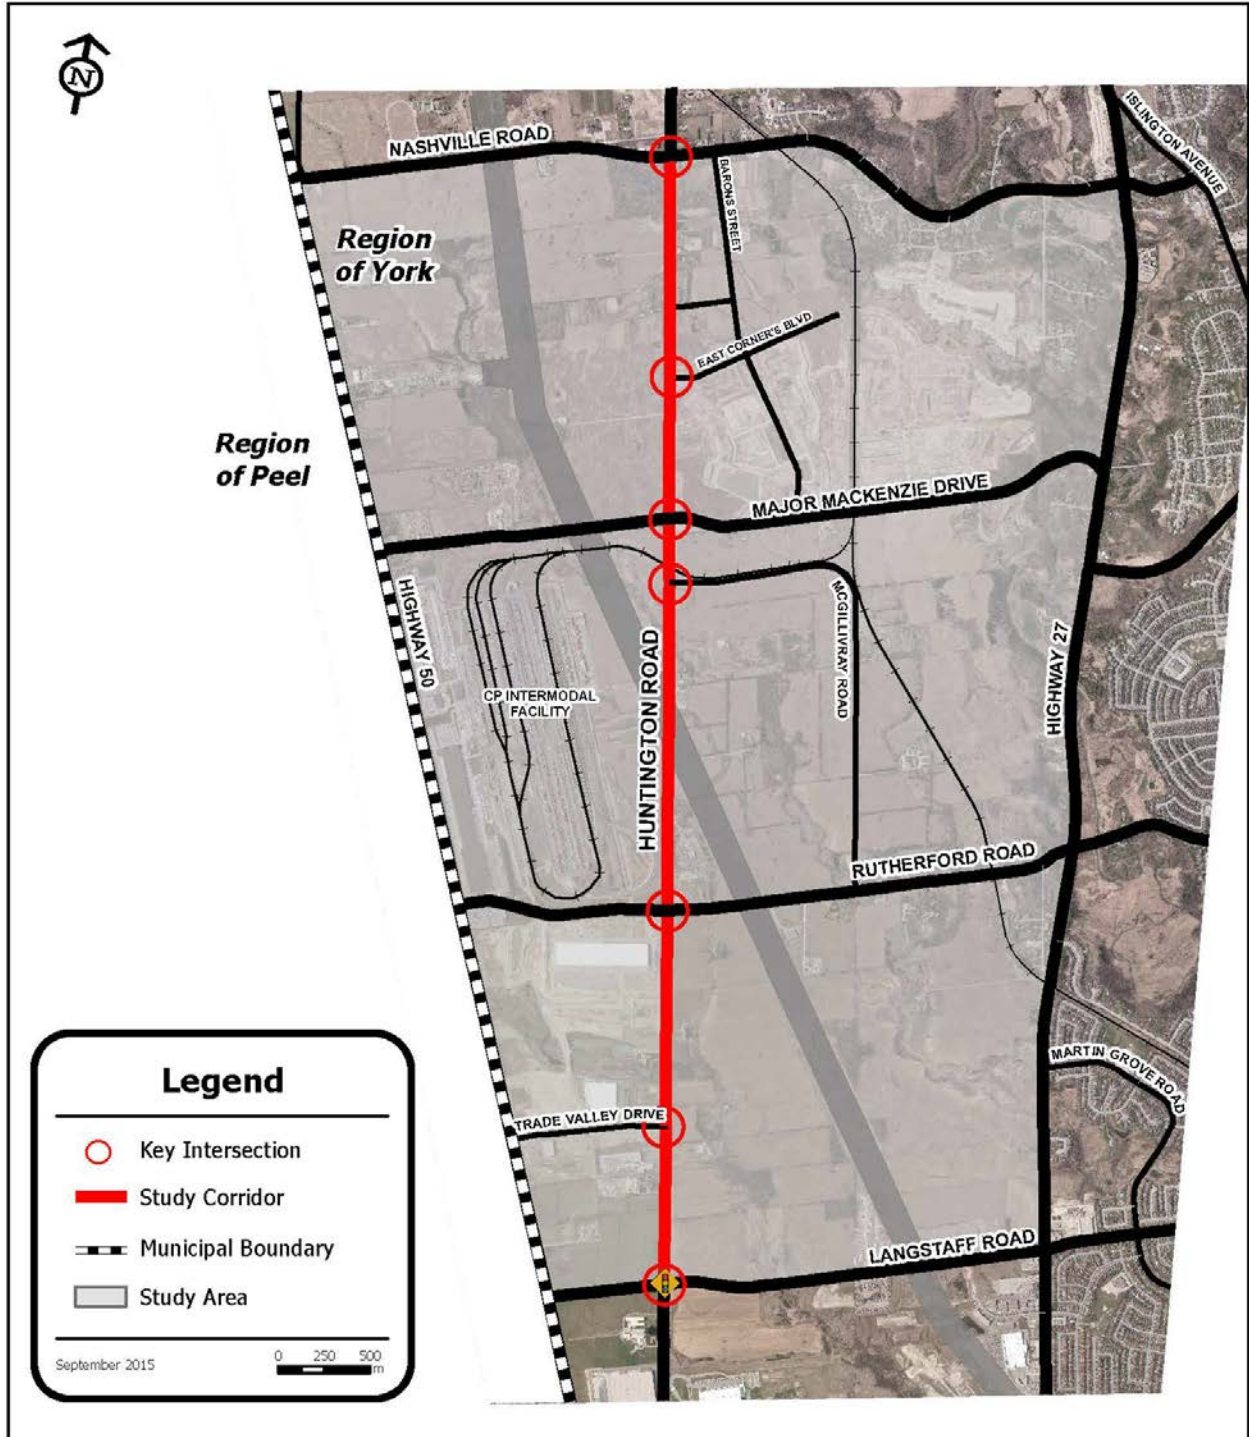 N
NASHVILLE ROAD
ISLINGTON AVENUE
BARONS STREET
Region
of York
EAST CORNER'S BLVD
Region
of Peel
MAJOR MACKENZIE DRIVE
HIGHWAY 50
MCGILLIVRAY ROAD
HIGHWAY 27
HUNTINGTON ROAD
CP INTERMODAL
FACILITY
RUTHERFORD ROAD
MARTIN GROVE ROAD
TRADE VALLEY DRIVE
LANGSTAFF ROAD
Legend
Key Intersection
Study Corridor
Municipal Boundary
Study Area
September 2015
0 250 500
m